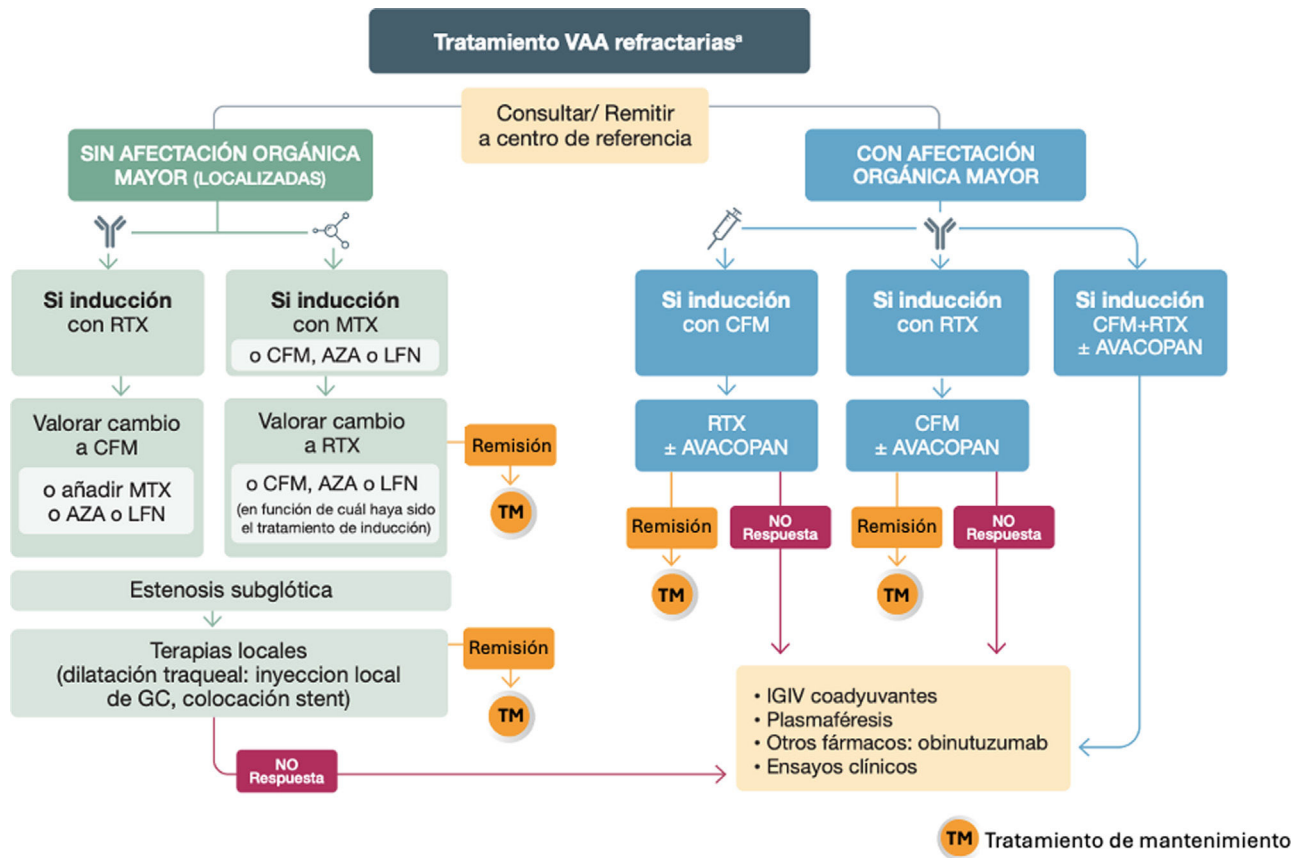 Tratamiento VAA refractariasª
Consultar/ Remitir
a centro de referencia
SIN AFECTACIÓN ORGÁNICA
MAYOR (LOCALIZADAS)
CON AFECTACIÓN
ORGÁNICA MAYOR
Si inducción
con RTX
Si inducción
con MTX
o CFM, AZA o LFN
Si inducción
con CFM
Si inducción
con RTX
Si inducción
CFM+RTX
± AVACOPAN
Valorar cambio
a CFM
o añadir MTX
o AZA o LFN
Valorar cambio
a RTX
o CFM, AZA o LFN
(en función de cuál haya sido
el tratamiento de inducción)
Remisión
TM
RTX
± AVACOPAN
CFM
± AVACOPAN
Remisión
NO
Respuesta
Remisión
NO
Respuesta
TM
TM
Estenosis subglótica
Terapias locales
(dilatación traqueal: inyeccion local
de GC, colocación stent)
Remisión
TM
NO
Respuesta
• IGIV coadyuvantes
• Plasmaféresis
• Otros fármacos: obinutuzumab
• Ensayos clínicos
TM Tratamiento de mantenimiento